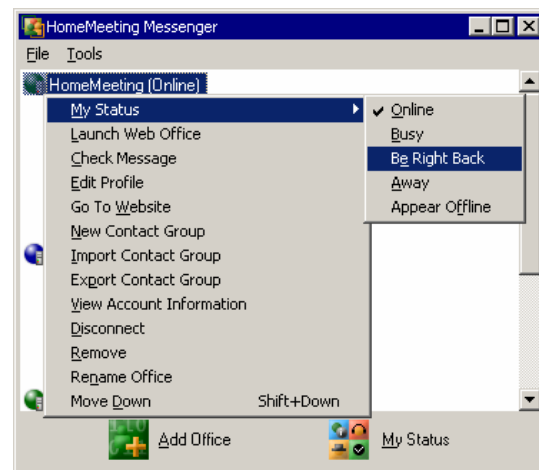 HomeMeeting Messenger
File Tools
HomeMeeting (Online)
My Status
Online
Launch Web Office
Busy
Check Message
Be Right Back
Edit Profile
Away
Go To Website
Appear Offline
New Contact Group
Import Contact Group
Export Contact Group
View Account Information
Disconnect
Remove
Rename Office
Move Down Shift+Down
Add Office My Status